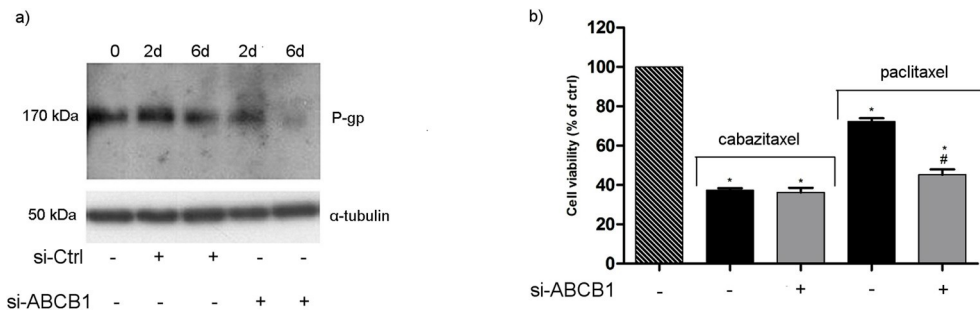 a)
0 2d 6d 2d 6d
170 kDa P-gp
50 kDa α-tubulin
si-Ctrl - + + - -
si-ABCB1 - - - + +
b)
Cell viability (% of ctrl)
120
100
80
60
40
20
0
cabazitaxel
paclitaxel
* * * *
#
si-ABCB1 - - + - +